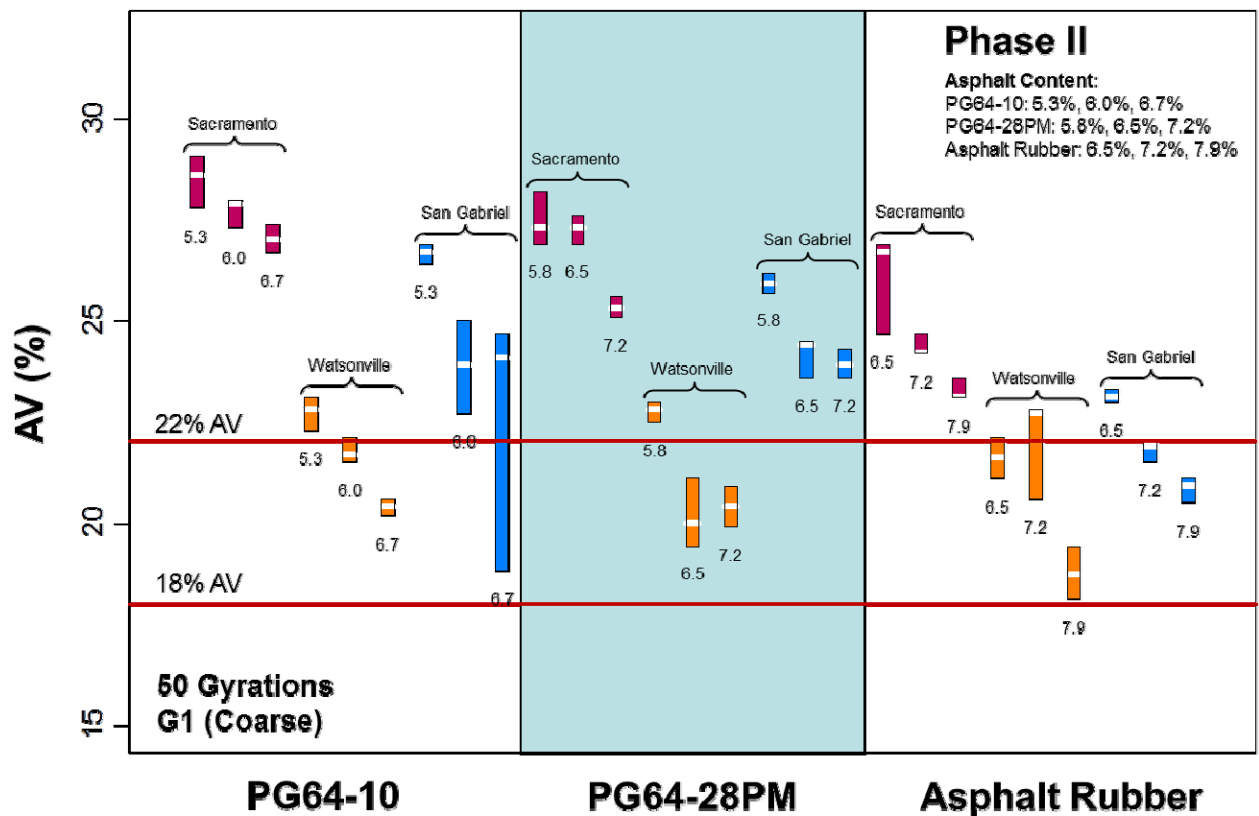 Phase II
Asphalt Content:
PG64-10: 5.3%, 6.0%, 6.7%
PG64-28PM: 5.8%, 6.5%, 7.2%
Asphalt Rubber: 6.5%, 7.2%, 7.9%
AV (%)
30
25
20
15
22% AV
18% AV
Sacramento
5.3
6.0
6.7
Watsonville
5.3
6.0
6.7
San Gabriel
5.3
6.0
6.7
Sacramento
5.8
6.5
7.2
Watsonville
5.8
6.5
7.2
San Gabriel
5.8
6.5
7.2
Sacramento
6.5
7.2
7.9
Watsonville
6.5
7.2
7.9
San Gabriel
6.5
7.2
7.9
50 Gyrations
G1 (Coarse)
PG64-10
PG64-28PM
Asphalt Rubber